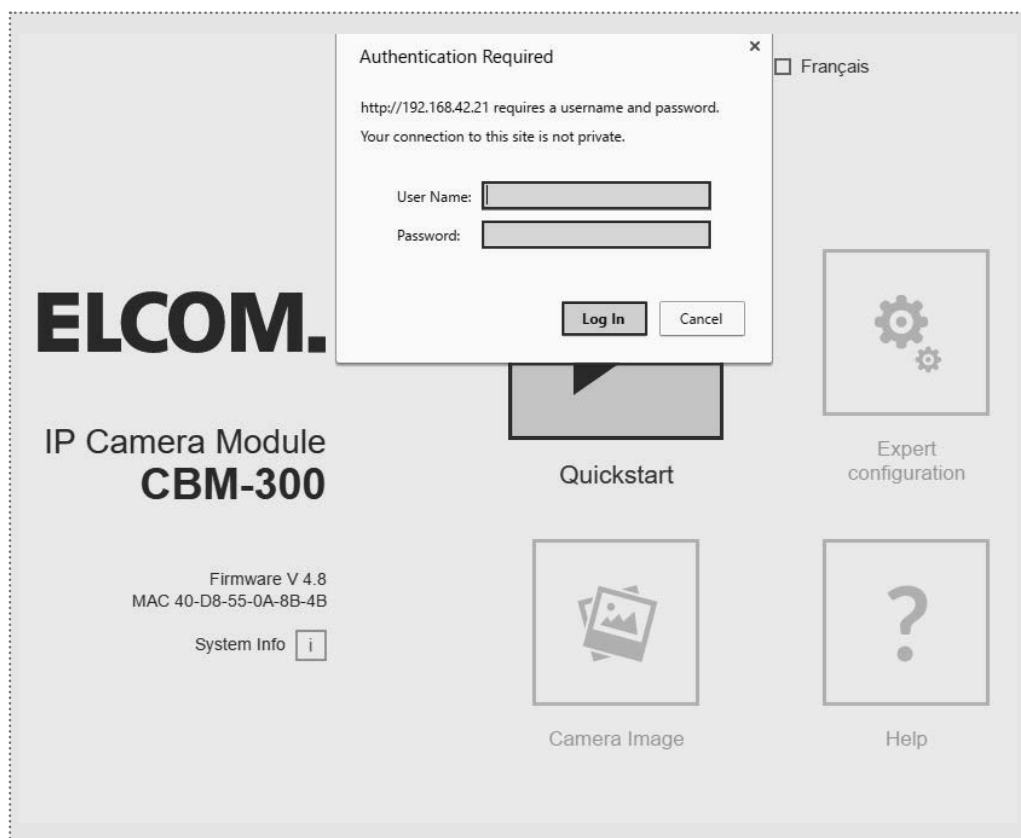 Authentication Required
×
http://192.168.42.21 requires a username and password.
Your connection to this site is not private.
User Name:
Password:
Log In
Cancel
Français
ELCOM.
IP Camera Module
CBM-300
Firmware V 4.8
MAC 40-D8-55-0A-8B-4B
System Info i
Quickstart
Expert
configuration
Camera Image
?
Help